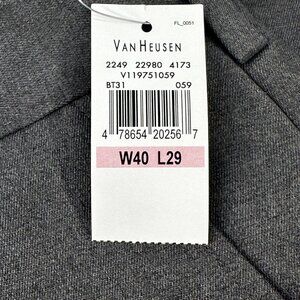 FL_0051
VAN HEUSEN
2249 22980 4173
V119751059
BT31 059
4 78654 20256 7
W40 L29